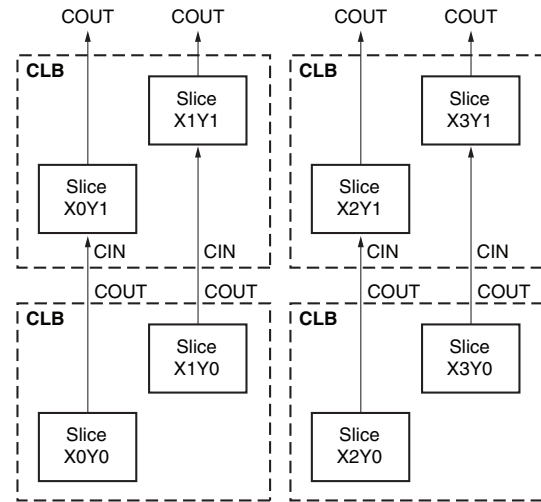 COUT COUT COUT COUT
CLB CLB
Slice
X1Y1
Slice
X3Y1
Slice
X0Y1
Slice
X2Y1
CIN CIN CIN CIN
COUT COUT COUT COUT
CLB CLB
Slice
X1Y0
Slice
X3Y0
Slice
X0Y0
Slice
X2Y0